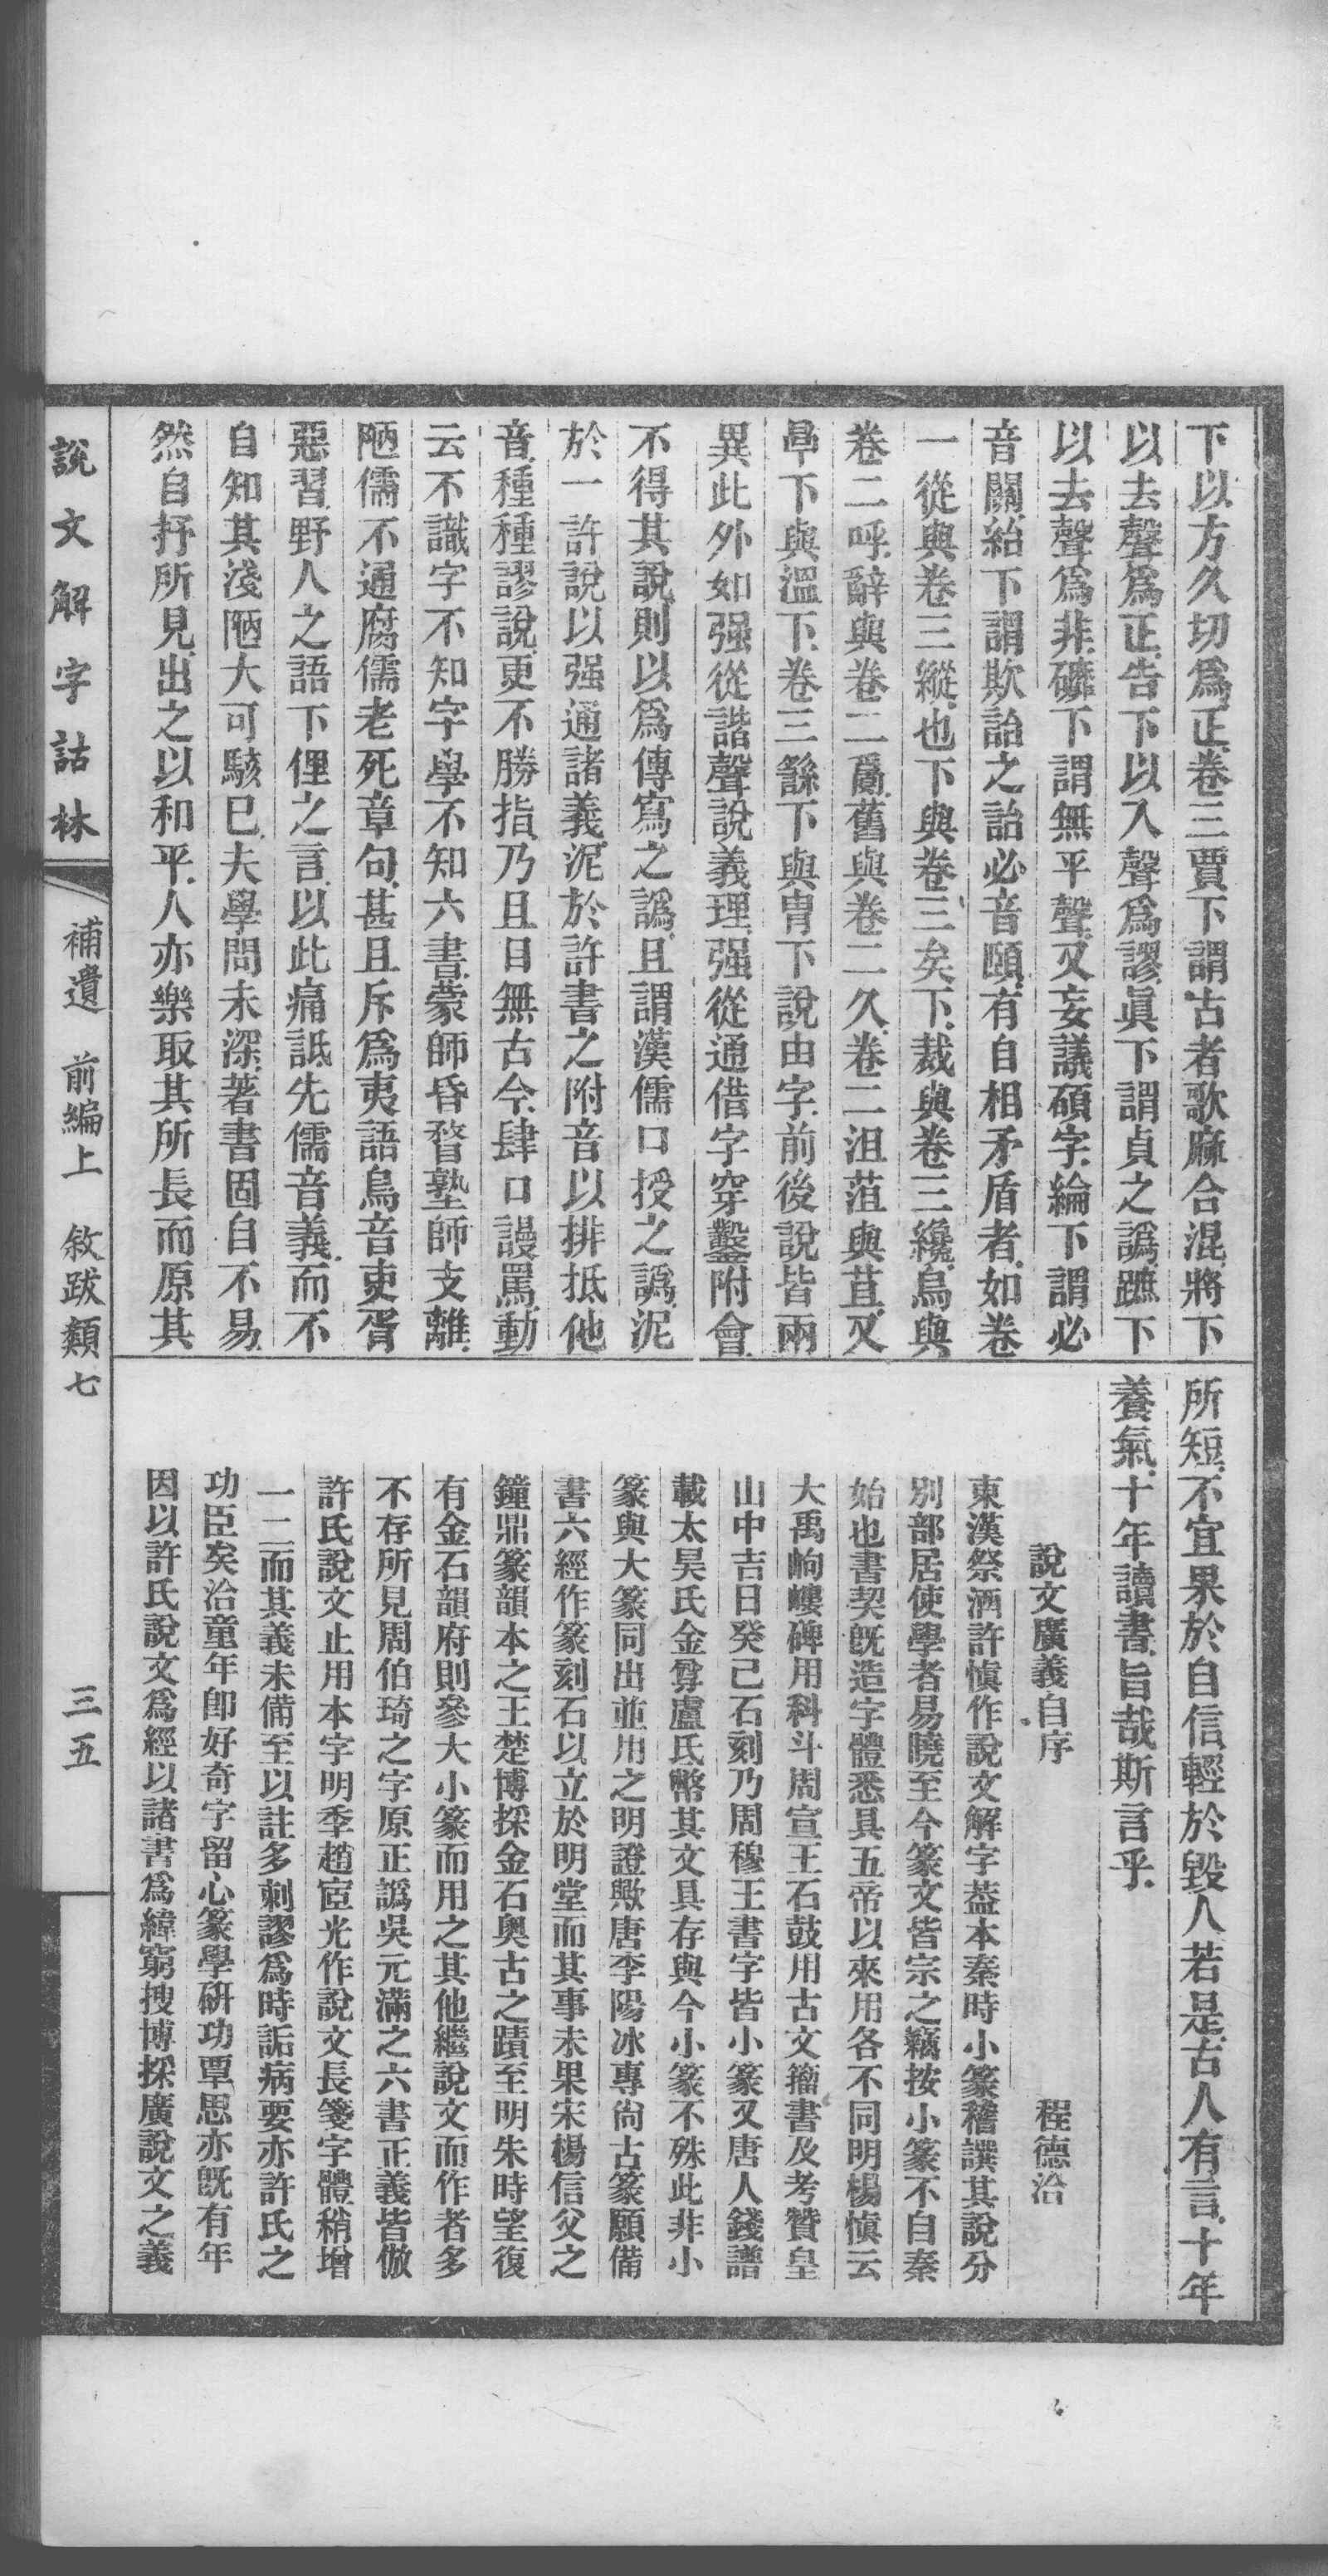 下以方久切爲正卷三賈下謂古者歌麻合混將下
以去聲爲正告下以入聲爲謬眞下謂貞之譌蹠下
以去聲爲非磷下謂無平聲又妄議碩字綸下謂必
音關紿下謂欺詒之詒必音頤有自相矛盾者如卷
一從與卷三縱也下與卷三矣下裁與卷三纔烏與
卷二呼辭與卷二𤔔舊與卷二久卷二沮菹與苴又
㽕下與溫下卷三繇下與冑下說由字前後說皆兩
異此外如强從諧聲說義理强從通借字穿鑿附會
不得其說則以爲傳寫之譌且謂漢儒口授之譌泥
於一許說以强通諸義泥於許書之附音以排抵他
音種種謬說更不勝指乃且目無古今肆口謾罵動
云不識字不知字學不知六書蒙師昏瞀塾師支離
陋儒不通腐儒老死章句甚且斥爲夷語鳥音吏胥
惡習野人之語下俚之言以此痛詆先儒音義而不
自知其淺陋大可駭已夫學問未深著書固自不易
然自抒所見出之以和平人亦樂取其所長而原其
所短不宜果於自信輕於毀人若是古人有言十年
養氣十年讀書旨哉斯言乎
說文廣義自序 程德洽
東漢祭酒許愼作說文解字葢本秦時小篆稽譔其說分
別部居使學者易曉至今篆文皆宗之竊按小篆不自秦
始也書契旣造字體悉具五帝以來用各不同明楊愼云
大禹岣嶁碑用科斗周宣王石鼓用古文籀書及考贊皇
山中吉日癸己石刻乃周穆王書字皆小篆又唐人錢譜
載太昊氏金尊盧氏幣其文具存與今小篆不殊此非小
篆與大篆同出並用之明證歟唐李陽冰專尙古篆願備
書六經作篆刻石以立於明堂而其事未果宋楊信父之
鐘鼎篆韻本之王楚博採金石奧古之蹟至明朱時望復
有金石韻府則參大小篆而用之其他繼說文而作者多
不存所見周伯琦之字原正譌吳元滿之六書正義皆倣
許氏說文止用本字明季趙宧光作說文長箋字體稍增
一二而其義未備至以註多刺謬爲時詬病要亦許氏之
功臣矣洽童年卽好奇字留心篆學硏功覃思亦旣有年
因以許氏說文爲經以諸書爲緯窮搜博採廣說文之義
說文解字詁林 補遺 前編上 敘跋類七 三五